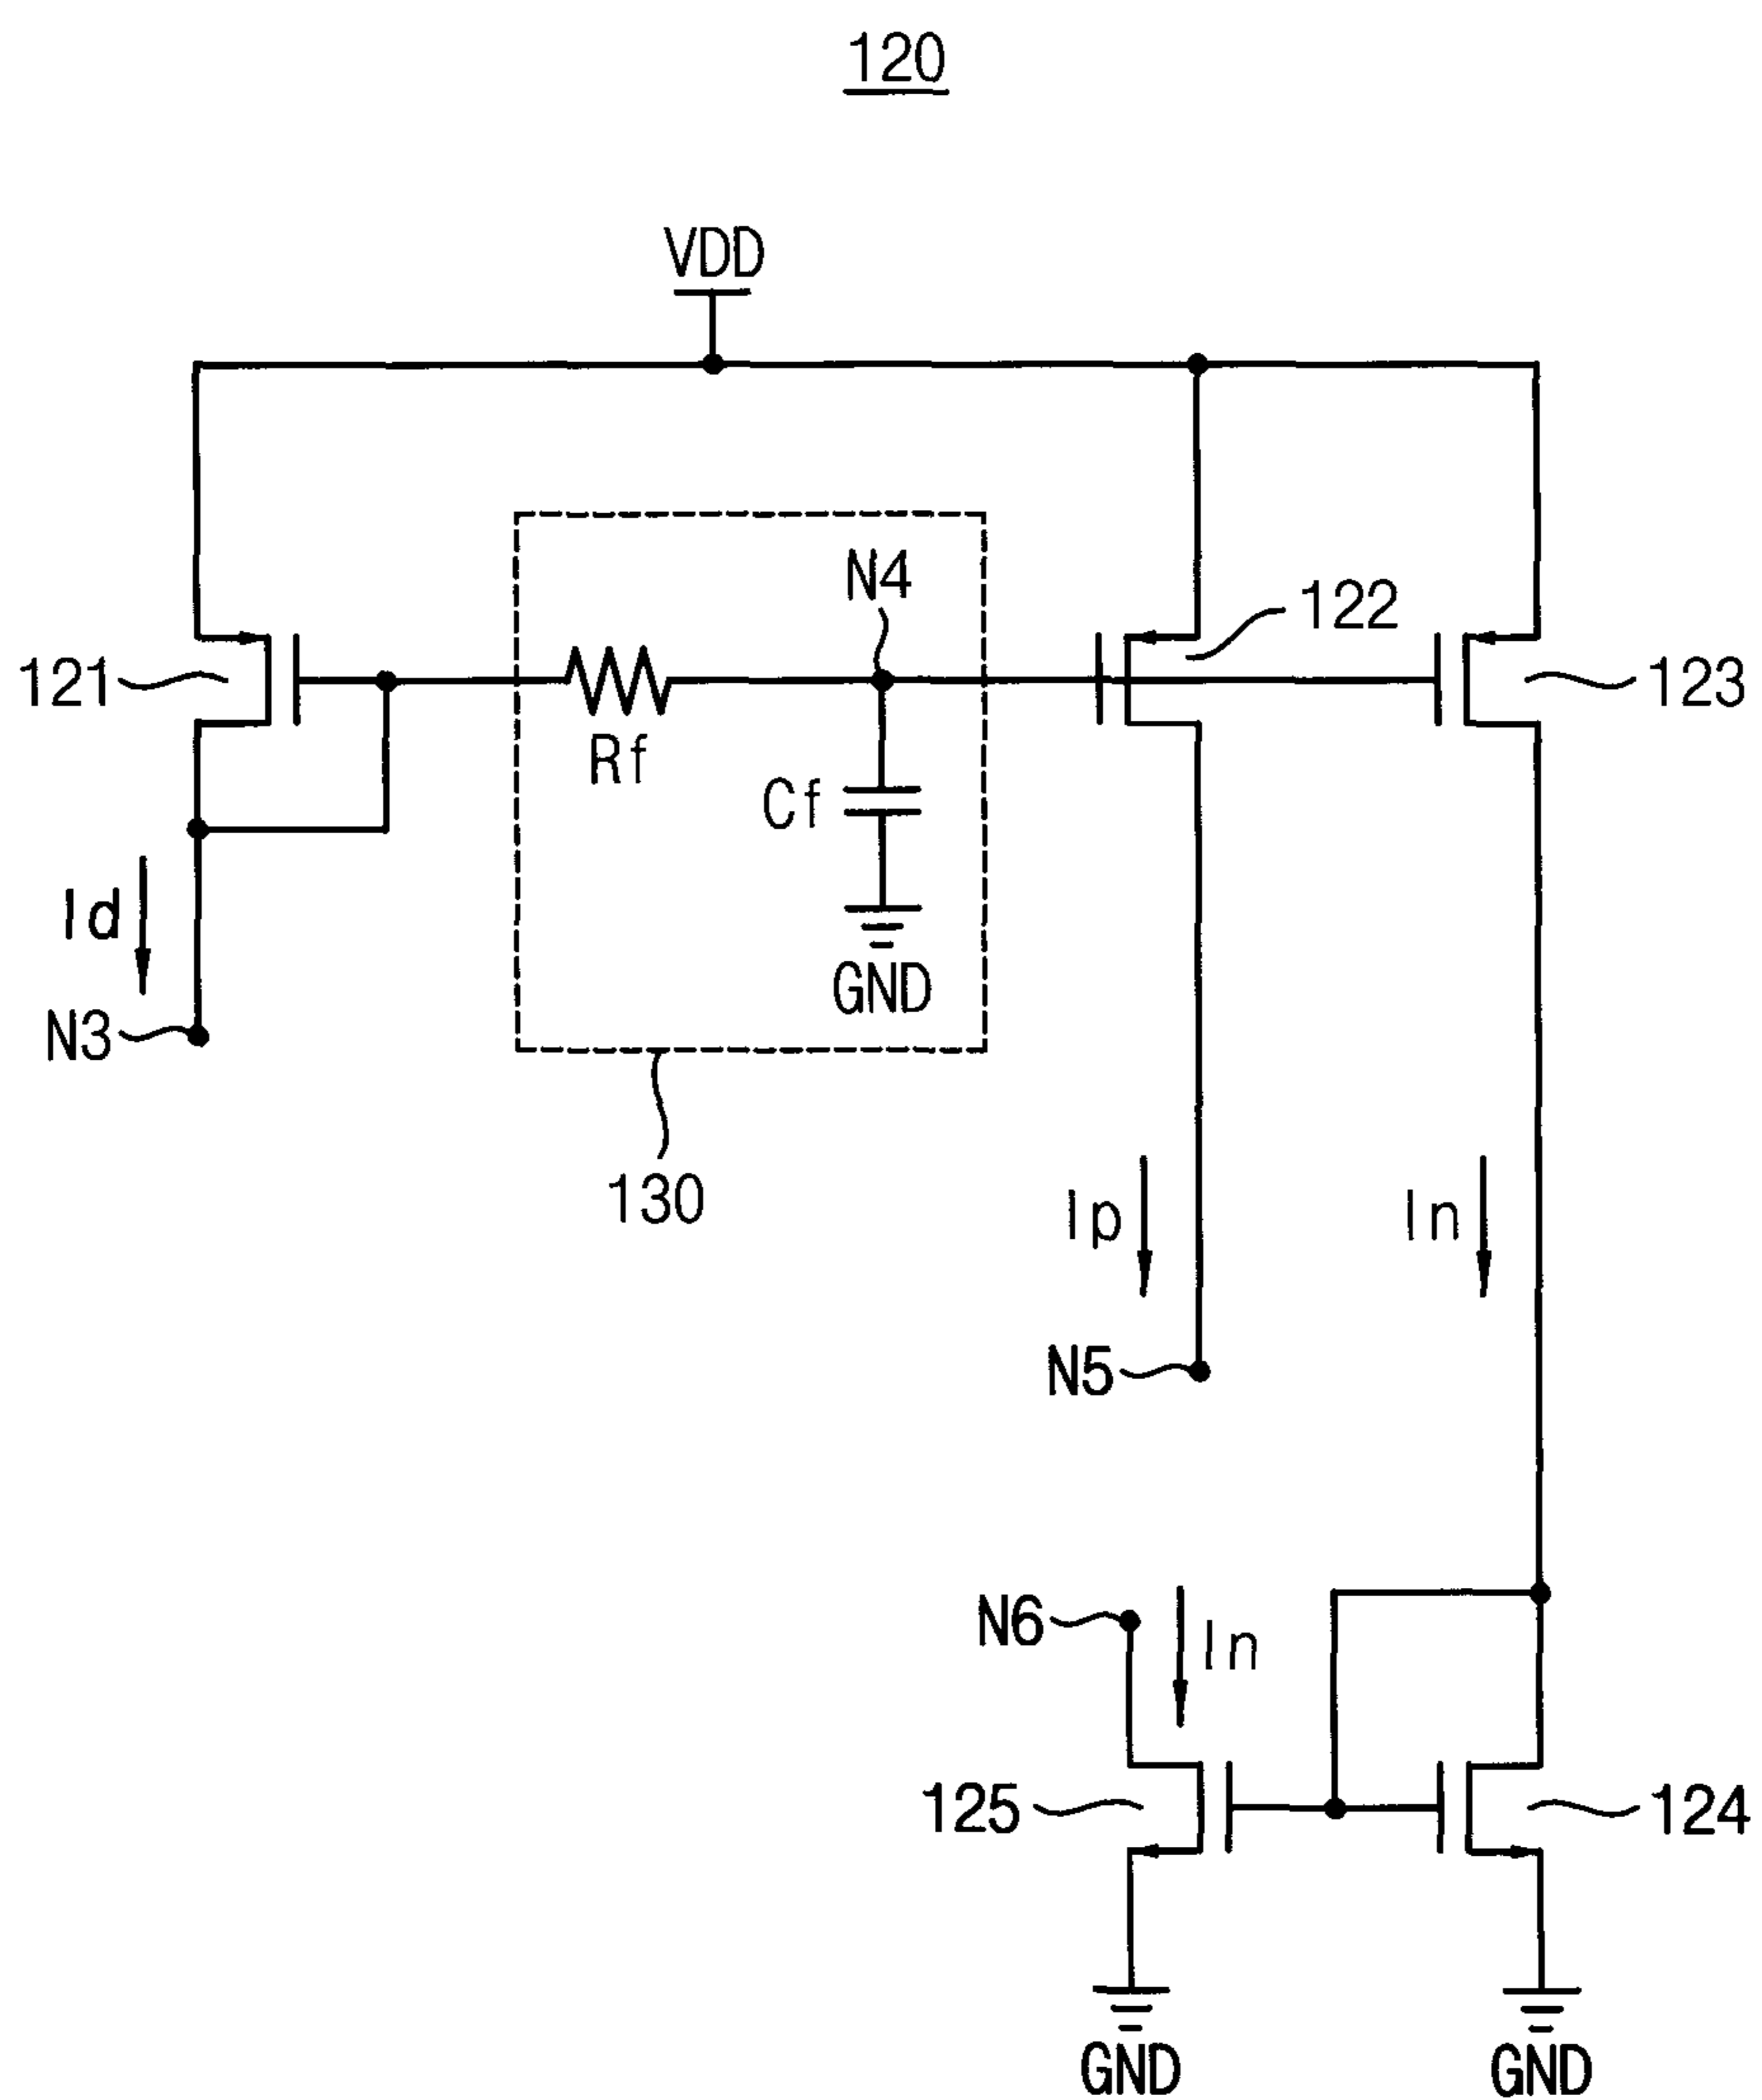 120
VDD
N4
122
121
123
Rf
Cf
Id
GND
N3
130
Ip
In
N5
N6
In
125
124
GND
GND